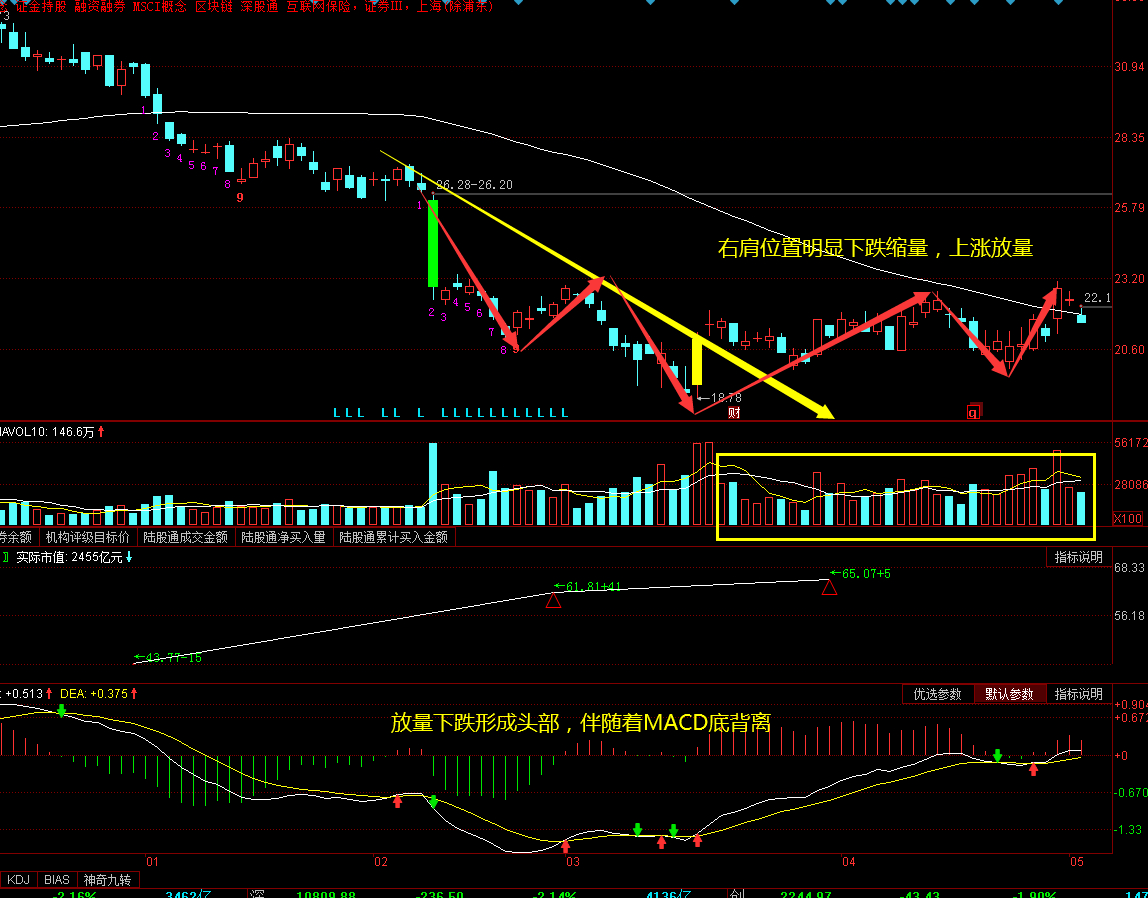 证金持股 融资融券 MSCI概念 区块链 深股通 互联网保险，证券III，上海(除浦东)
30.94
28.35
1
2
3
4
5
6
7
8
9
26.28-26.20
1
25.79
右肩位置明显下跌缩量，上涨放量
23.20
22.1
2
3
4
5
6
7
8
9
20.60
18.78
财
q
L L L L L L L L L L L L L L L L L
MAVOL10: 146.6万
56172
28086
X100
券余额 机构评级目标价 陆股通成交金额 陆股通净买入量 陆股通累计买入金额
实际市值: 2455亿元
指标说明
68.33
65.07+5
61.81+41
56.18
43.77-15
: +0.513 DEA: +0.375
优选参数 默认参数 指标说明
+0.904
+0.672
放量下跌形成头部，伴随着MACD底背离
+0
-0.670
-1.33
01 02 03 04 05
KDJ BIAS 神奇九转
-2.16% 3462亿 深 10809.88 -236.50 -2.14% 4136亿 创 2244.97 -43.43 -1.90% 147